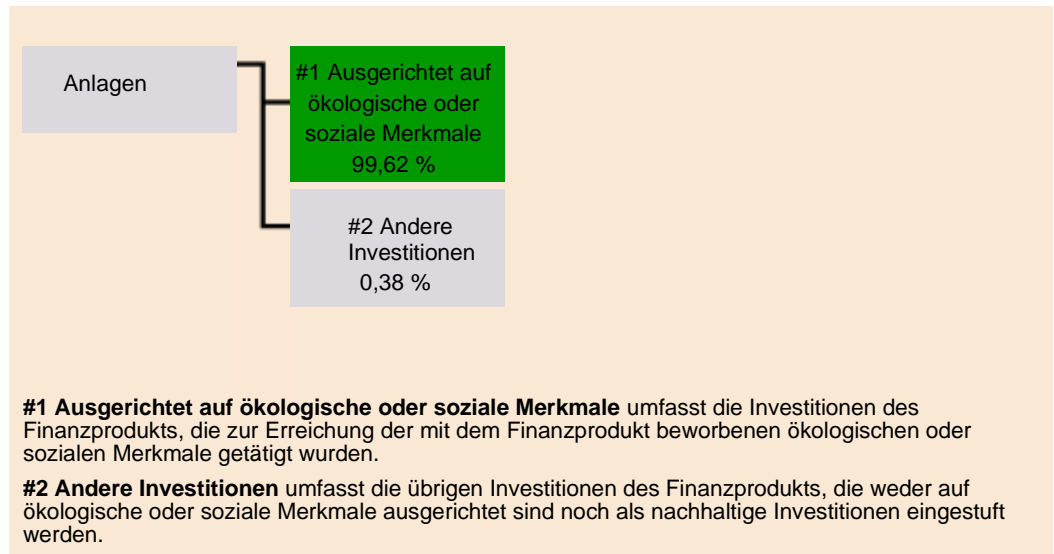 Anlagen
#1 Ausgerichtet auf
ökologische oder
soziale Merkmale
99,62 %
#2 Andere
Investitionen
0,38 %
#1 Ausgerichtet auf ökologische oder soziale Merkmale umfasst die Investitionen des
Finanzprodukts, die zur Erreichung der mit dem Finanzprodukt beworbenen ökologischen oder
sozialen Merkmale getätigt wurden.
#2 Andere Investitionen umfasst die übrigen Investitionen des Finanzprodukts, die weder auf
ökologische oder soziale Merkmale ausgerichtet sind noch als nachhaltige Investitionen eingestuft
werden.